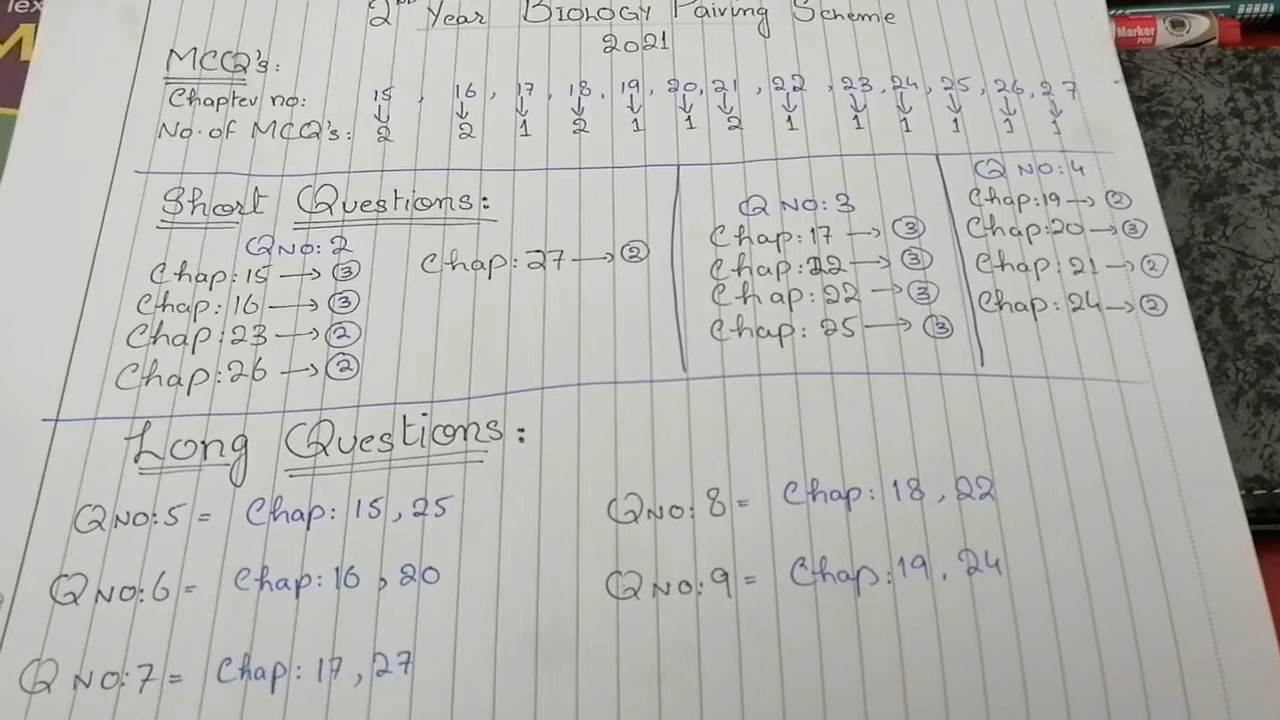 2nd Year Biology Pairing Scheme
2021
MCQ's:
Chapter no: 15, 16, 17, 18, 19, 20, 21, 22, 23, 24, 25, 26, 27
↓ ↓ ↓ ↓ ↓ ↓ ↓ ↓ ↓ ↓ ↓ ↓ ↓
No. of MCQ's: 2 2 1 2 1 1 2 1 1 1 1 1 1
Short Questions:
Q NO: 2
Chap: 15 → 3
Chap: 16 → 3
Chap: 23 → 2
Chap: 26 → 2
Chap: 27 → 2
Q NO: 3
Chap: 17 → 3
Chap: 22 → 3
Chap: 22 → 3
Chap: 25 → 3
Q NO: 4
Chap: 19 → 2
Chap: 20 → 3
Chap: 21 → 2
Chap: 24 → 2
Long Questions:
Q NO: 5 = Chap: 15, 25
Q NO: 6 = Chap: 16, 20
Q NO: 7 = Chap: 17, 27
Q NO: 8 = Chap: 18, 22
Q NO: 9 = Chap: 19, 24
Marker
PEN